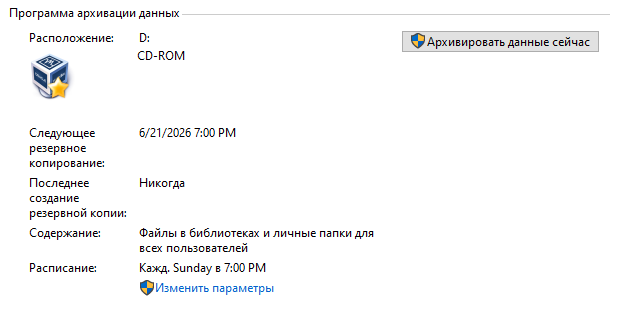 Программа архивации данных
Расположение: D:
CD-ROM
Архивировать данные сейчас
Следующее резервное копирование: 6/21/2026 7:00 PM
Последнее создание резервной копии: Никогда
Содержание: Файлы в библиотеках и личные папки для всех пользователей
Расписание: Кажд. Sunday в 7:00 PM
Изменить параметры